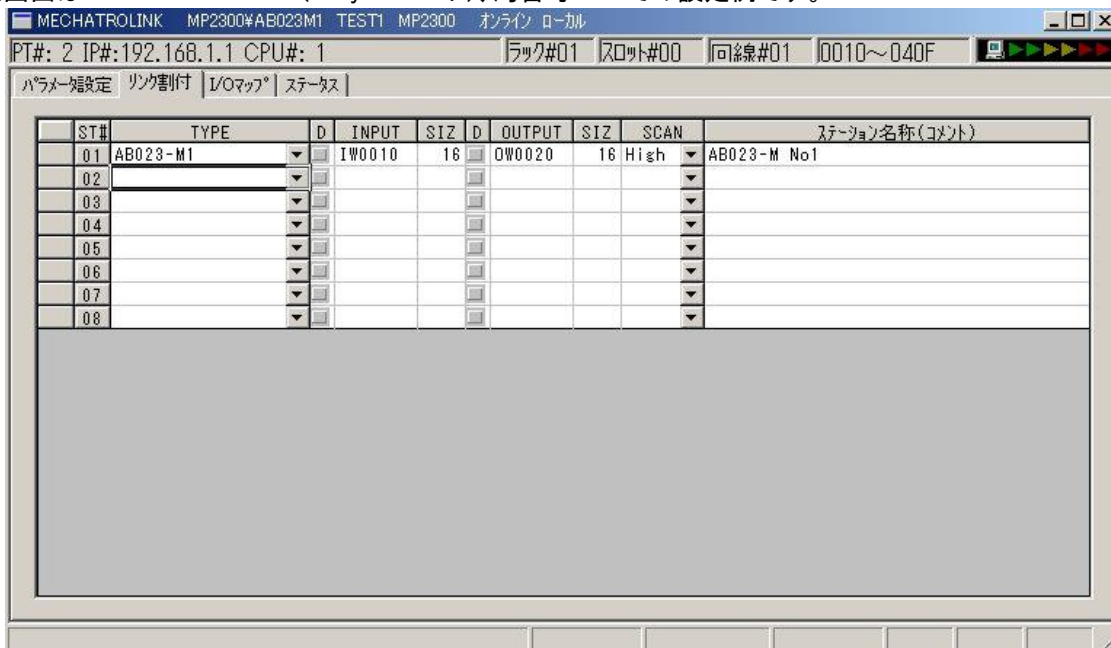 MECHATROLINK MP2300¥AB023M1 TEST1 MP2300 オンライン ローカル
PT#: 2 IP#:192.168.1.1 CPU#: 1 ラック#01 スロット#00 回線#01 0010～040F
パラメータ設定 リンク割付 I/Oマップ ステータス
ST# TYPE D INPUT SIZ D OUTPUT SIZ SCAN ステーション名称(コメント)
01 AB023-M1 IW0010 16 OW0020 16 High AB023-M No1
02
03
04
05
06
07
08